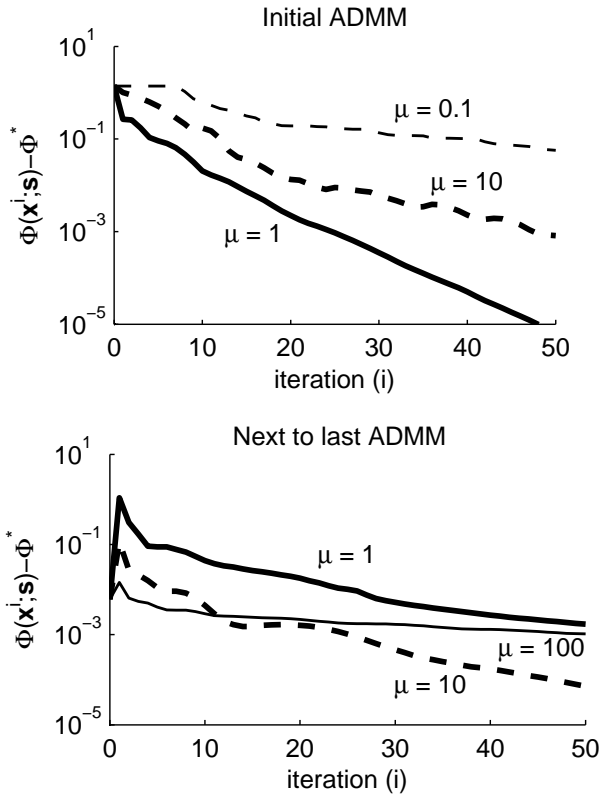 Initial ADMM
Φ(x^i;s)−Φ^*
10^1
10^−1
10^−3
10^−5
μ = 0.1
μ = 10
μ = 1
0 10 20 30 40 50
iteration (i)
Next to last ADMM
Φ(x^i;s)−Φ^*
10^1
10^−1
10^−3
10^−5
μ = 1
μ = 100
μ = 10
0 10 20 30 40 50
iteration (i)